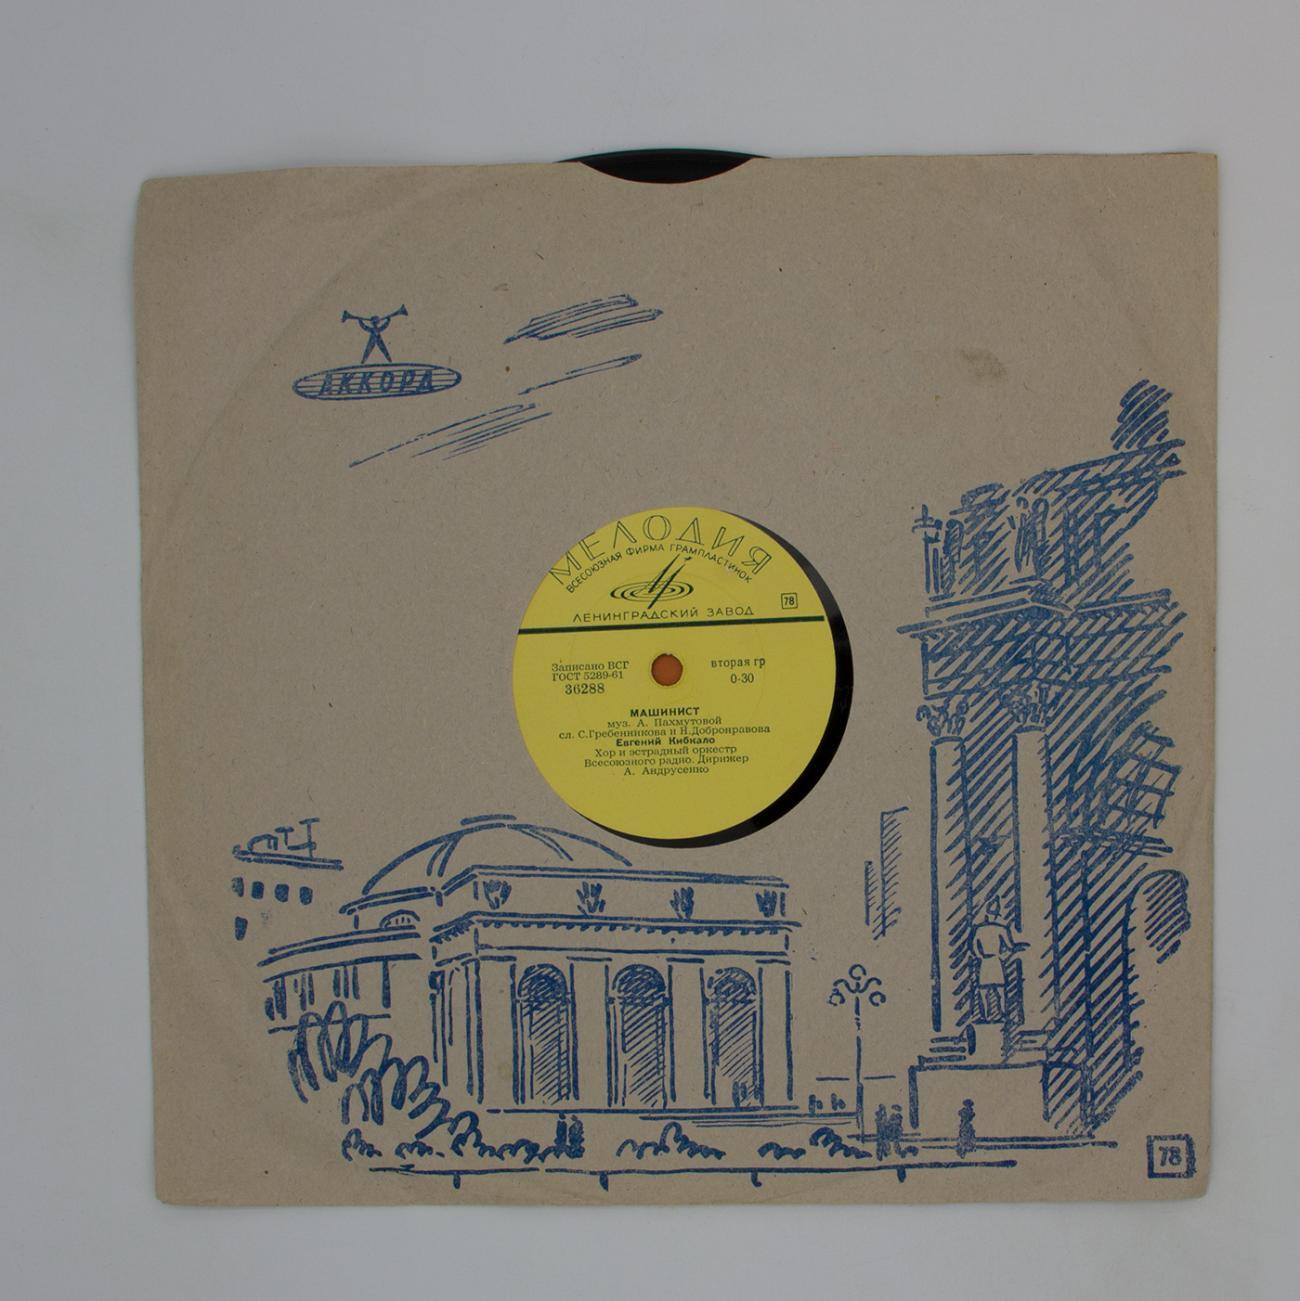 АККОРД
МЕЛОДИЯ
ВСЕСОЮЗНАЯ ФИРМА ГРАМПЛАСТИНОК
78
ЛЕНИНГРАДСКИЙ ЗАВОД
Записано ВСГ
ГОСТ 5289-61
36288
вторая гр
0-30
МАШИНИСТ
муз. А. Пахмутовой
сл. С.Гребенникова и Н.Добронравова
Евгений Кибкало
Хор и эстрадный оркестр
Всесоюзного радио. Дирижер
А. Андрусенко
78